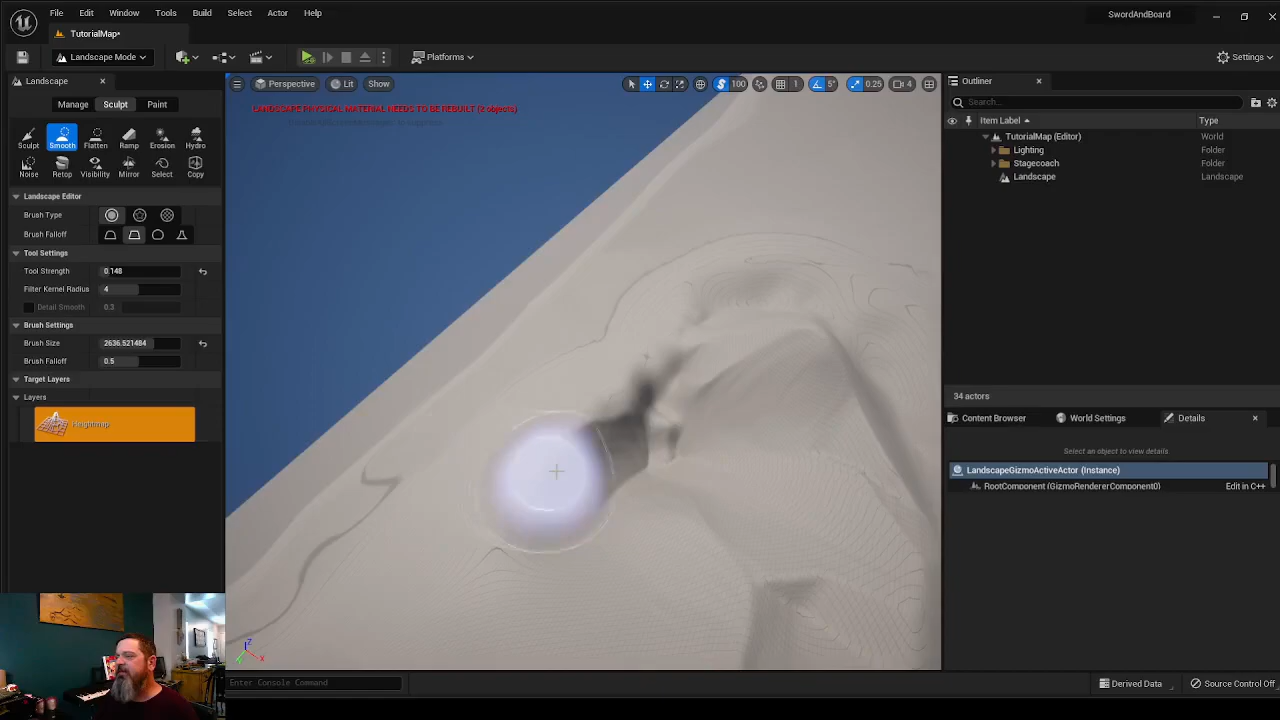 File Edit Window Tools Build Select Actor Help
SwordAndBoard
TutorialMap*
Landscape Mode
Platforms
Settings
Landscape
Manage Sculpt Paint
Sculpt Smooth Flatten Ramp Erosion Hydro
Noise Retop Visibility Mirror Select Copy
Landscape Editor
Brush Type
Brush Falloff
Tool Settings
Tool Strength 0.148
Filter Kernel Radius 4
Detail Smooth 0.3
Brush Settings
Brush Size 2636.521484
Brush Falloff 0.5
Target Layers
Layers
Heightmap
Perspective Lit Show
100 1 5° 0.25 4
LANDSCAPE PHYSICAL MATERIAL NEEDS TO BE REBUILT (2 objects)
Z
X
Enter Console Command
Outliner
Search...
Item Label Type
TutorialMap (Editor) World
Lighting Folder
Stagecoach Folder
Landscape Landscape
34 actors
Content Browser World Settings Details
Select an object to view details
LandscapeGizmoActiveActor (Instance)
RootComponent (GizmoRendererComponent0) Edit in C++
Derived Data Source Control Off